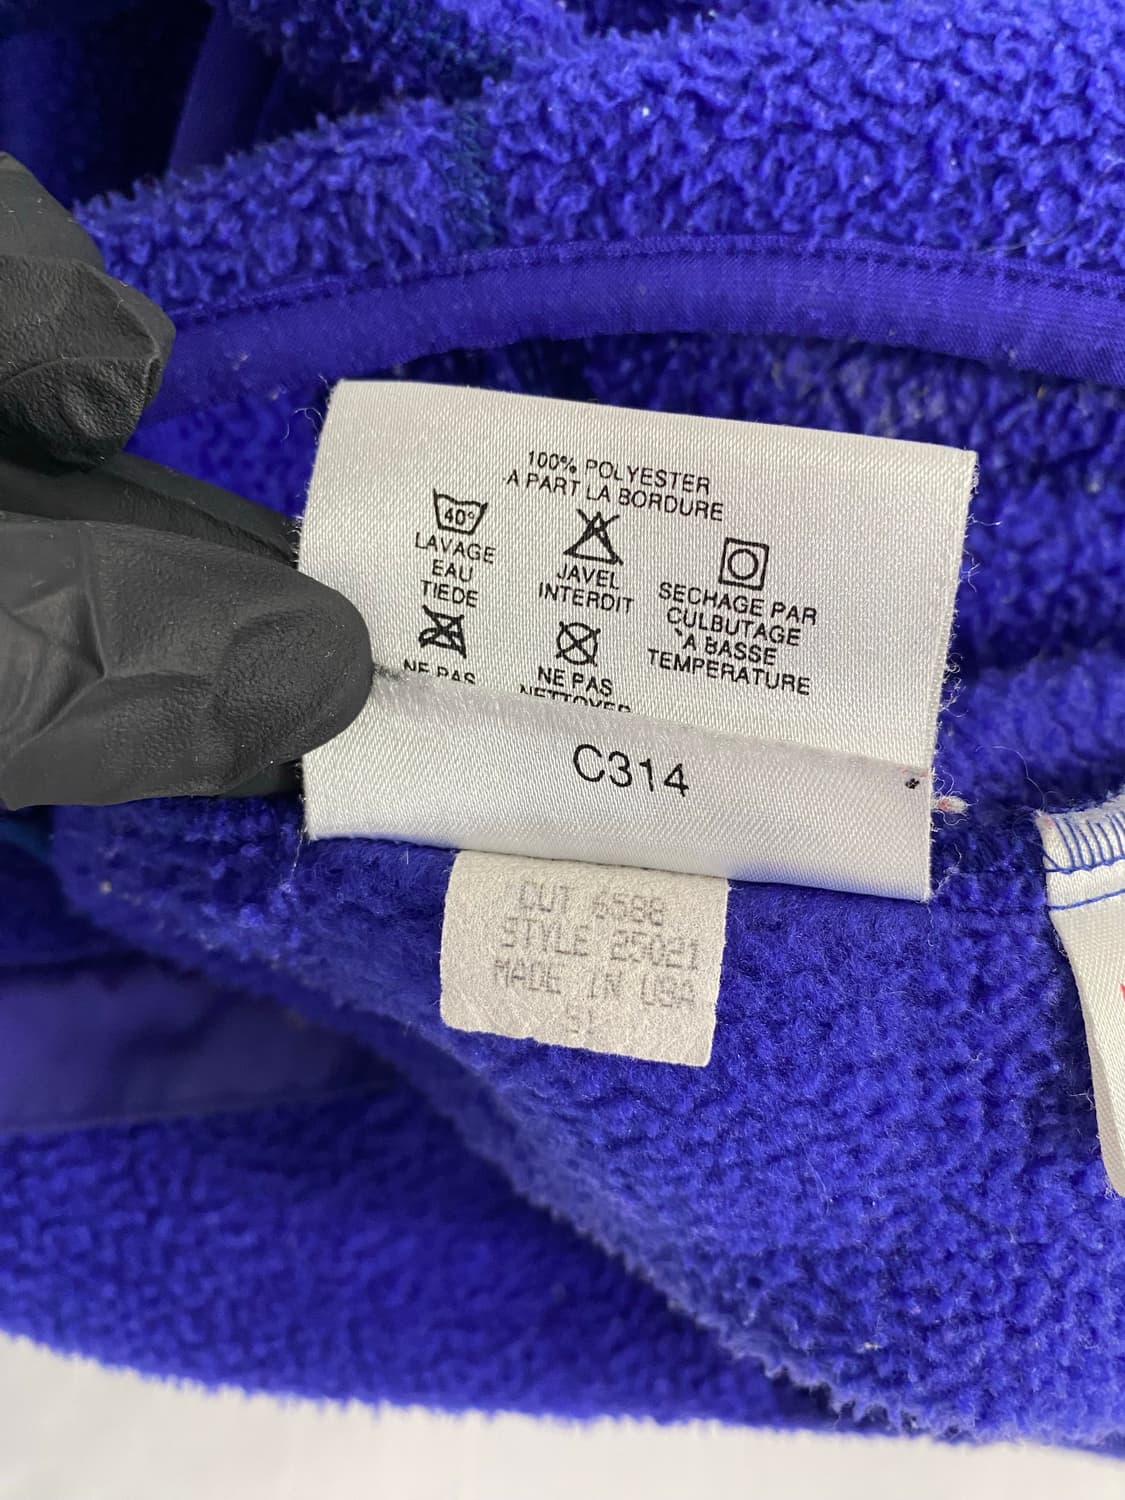 100% POLYESTER
A PART LA BORDURE
40°
LAVAGE
EAU
TIEDE
JAVEL
INTERDIT
SECHAGE PAR
CULBUTAGE
`A BASSE
TEMPERATURE
NE PAS
NE PAS
NETTOYER
C314
CUT 6588
STYLE 25021
MADE IN USA